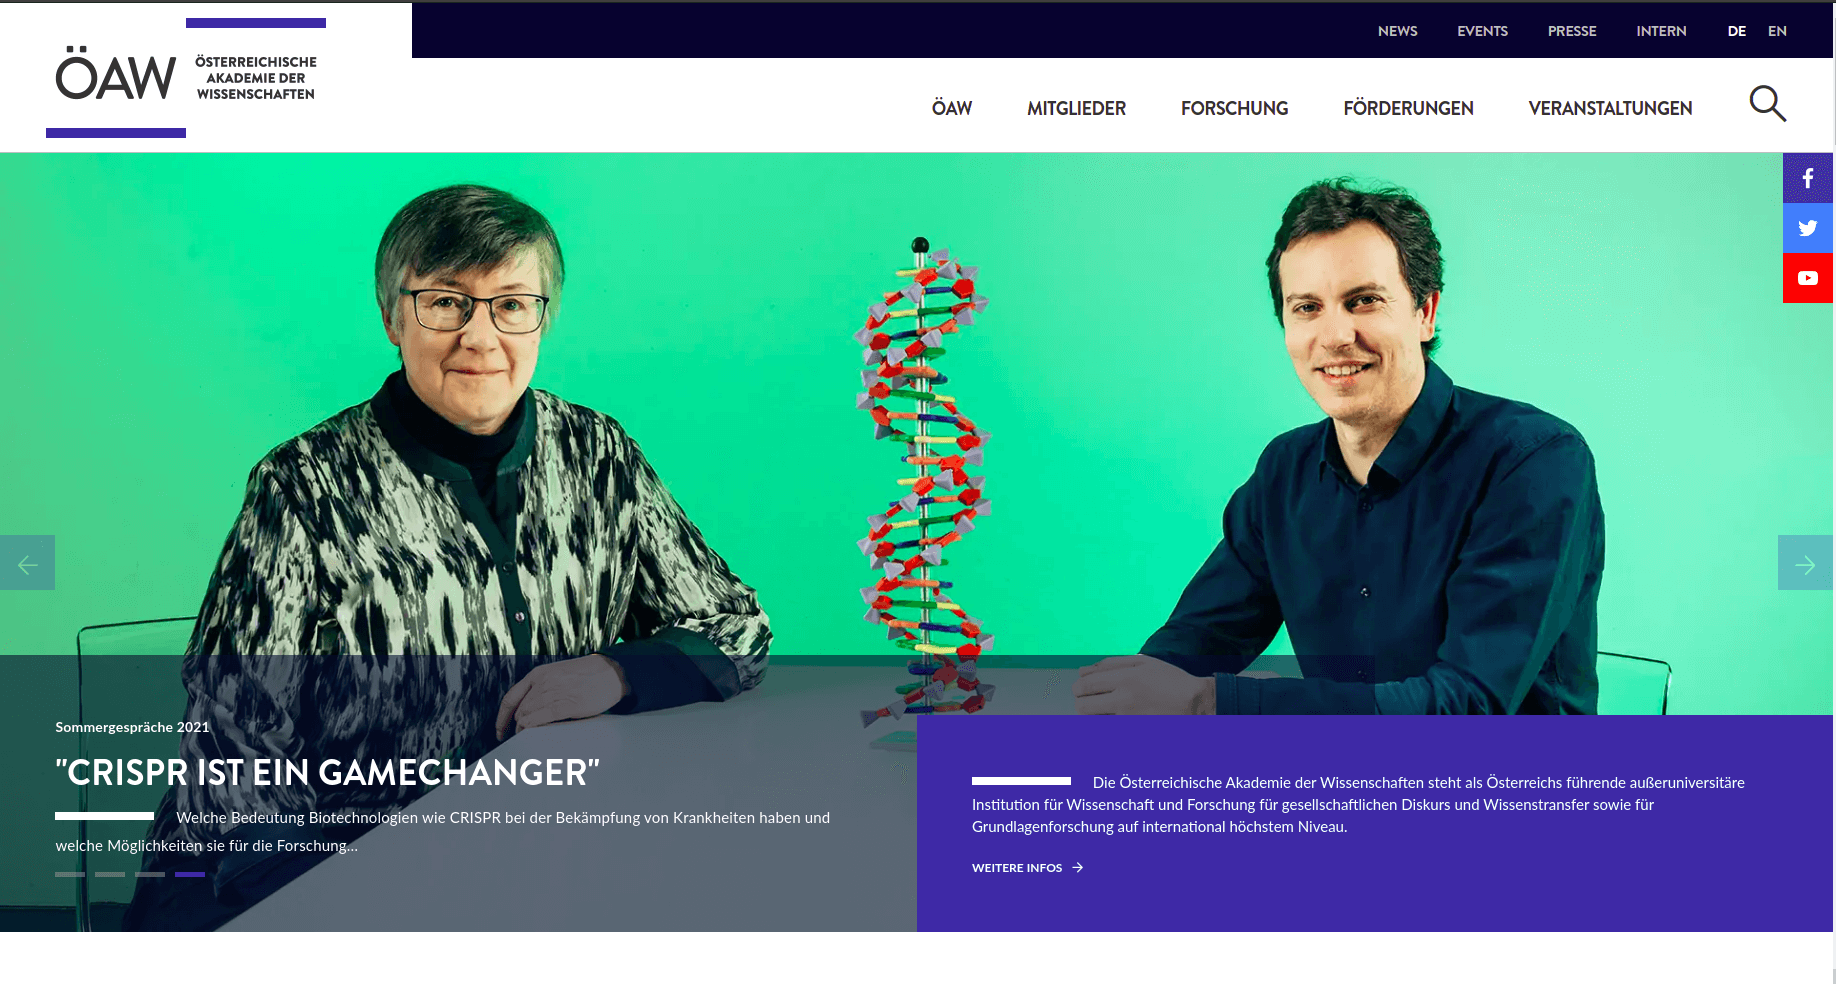 ÖAW
ÖSTERREICHISCHE
AKADEMIE DER
WISSENSCHAFTEN
NEWS EVENTS PRESSE INTERN DE EN
ÖAW MITGLIEDER FORSCHUNG FÖRDERUNGEN VERANSTALTUNGEN
Sommergespräche 2021
"CRISPR IST EIN GAMECHANGER"
Welche Bedeutung Biotechnologien wie CRISPR bei der Bekämpfung von Krankheiten haben und
welche Möglichkeiten sie für die Forschung...
Die Österreichische Akademie der Wissenschaften steht als Österreichs führende außeruniversitäre
Institution für Wissenschaft und Forschung für gesellschaftlichen Diskurs und Wissenstransfer sowie für
Grundlagenforschung auf international höchstem Niveau.
WEITERE INFOS